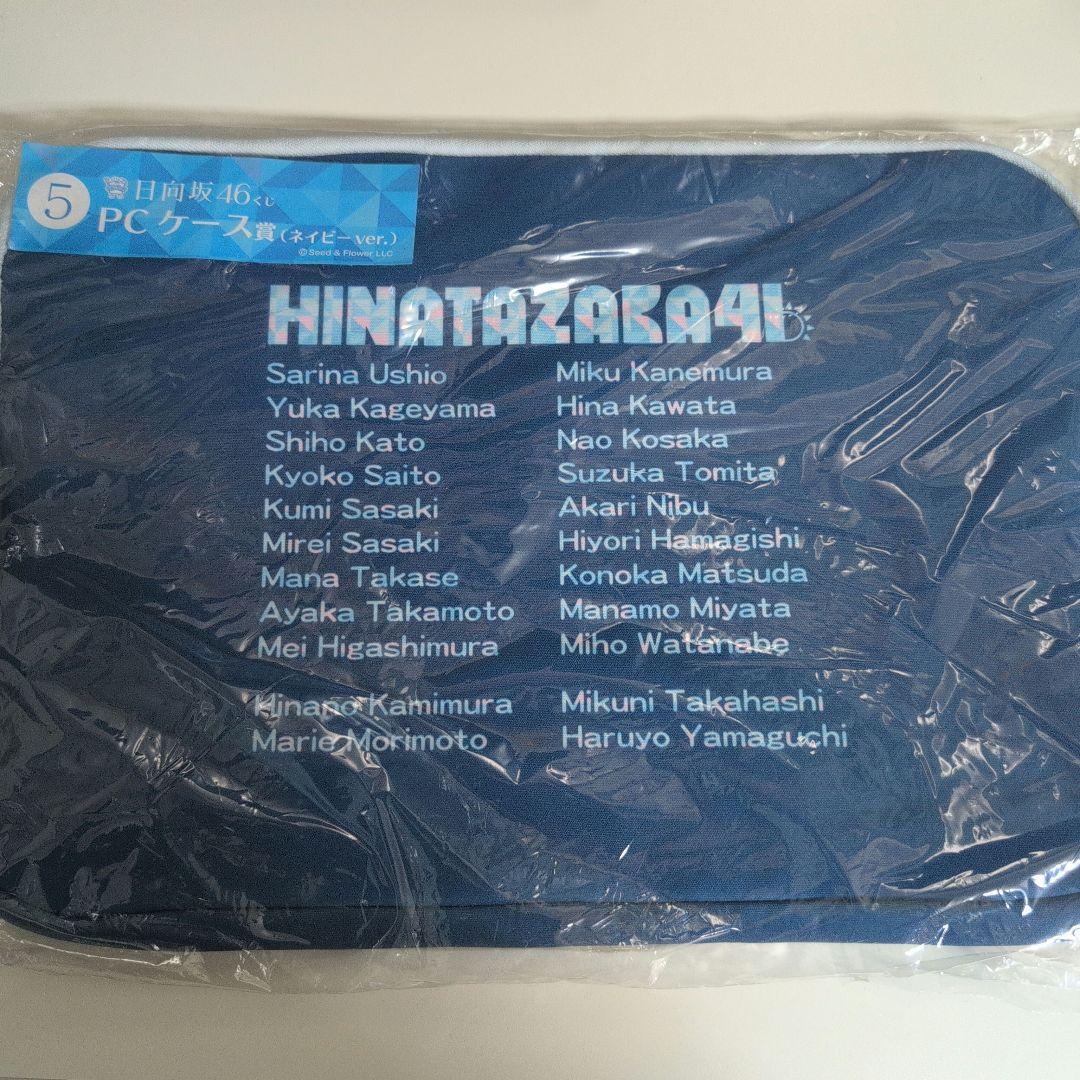 5
日向坂46くじ
PCケース賞(ネイビーver.)
©Seed & Flower LLC
HINATAZAKA46
Sarina Ushio
Yuka Kageyama
Shiho Kato
Kyoko Saito
Kumi Sasaki
Mirei Sasaki
Mana Takase
Ayaka Takamoto
Mei Higashimura
Hinano Kamimura
Marie Morimoto
Miku Kanemura
Hina Kawata
Nao Kosaka
Suzuka Tomita
Akari Nibu
Hiyori Hamagishi
Konoka Matsuda
Manamo Miyata
Miho Watanabe
Mikuni Takahashi
Haruyo Yamaguchi